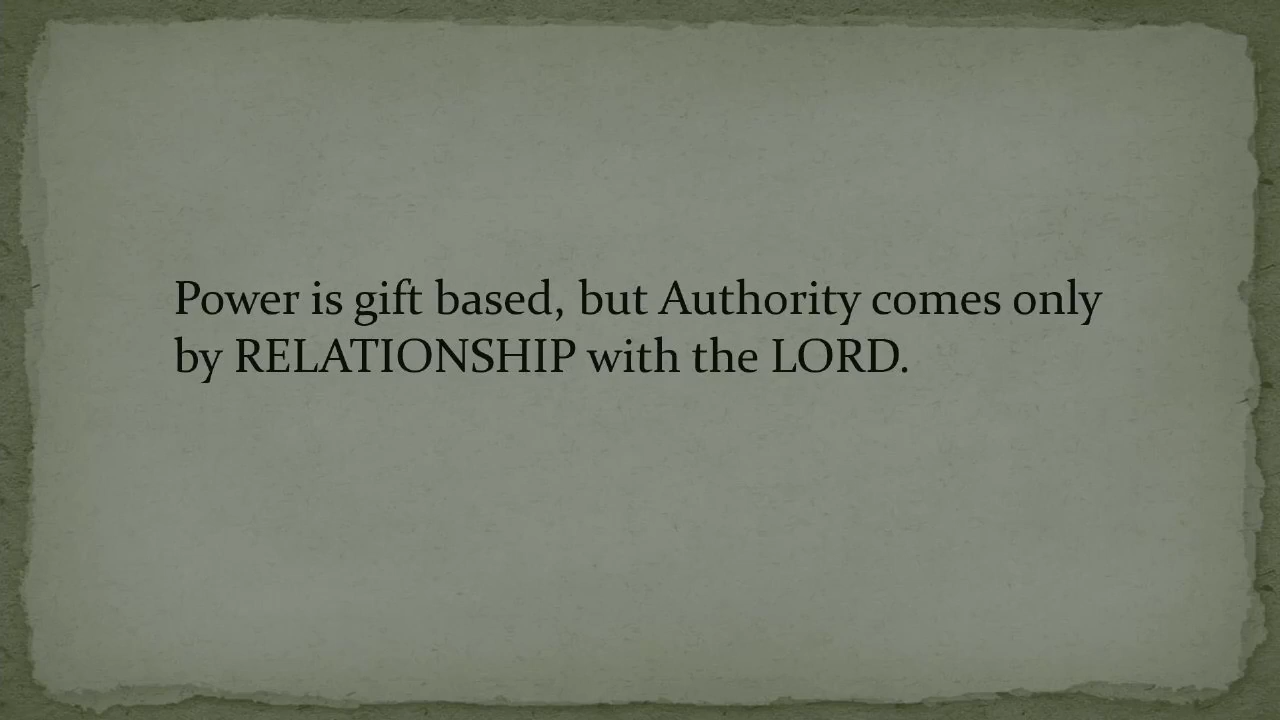 Power is gift based, but Authority comes only
by RELATIONSHIP with the LORD.